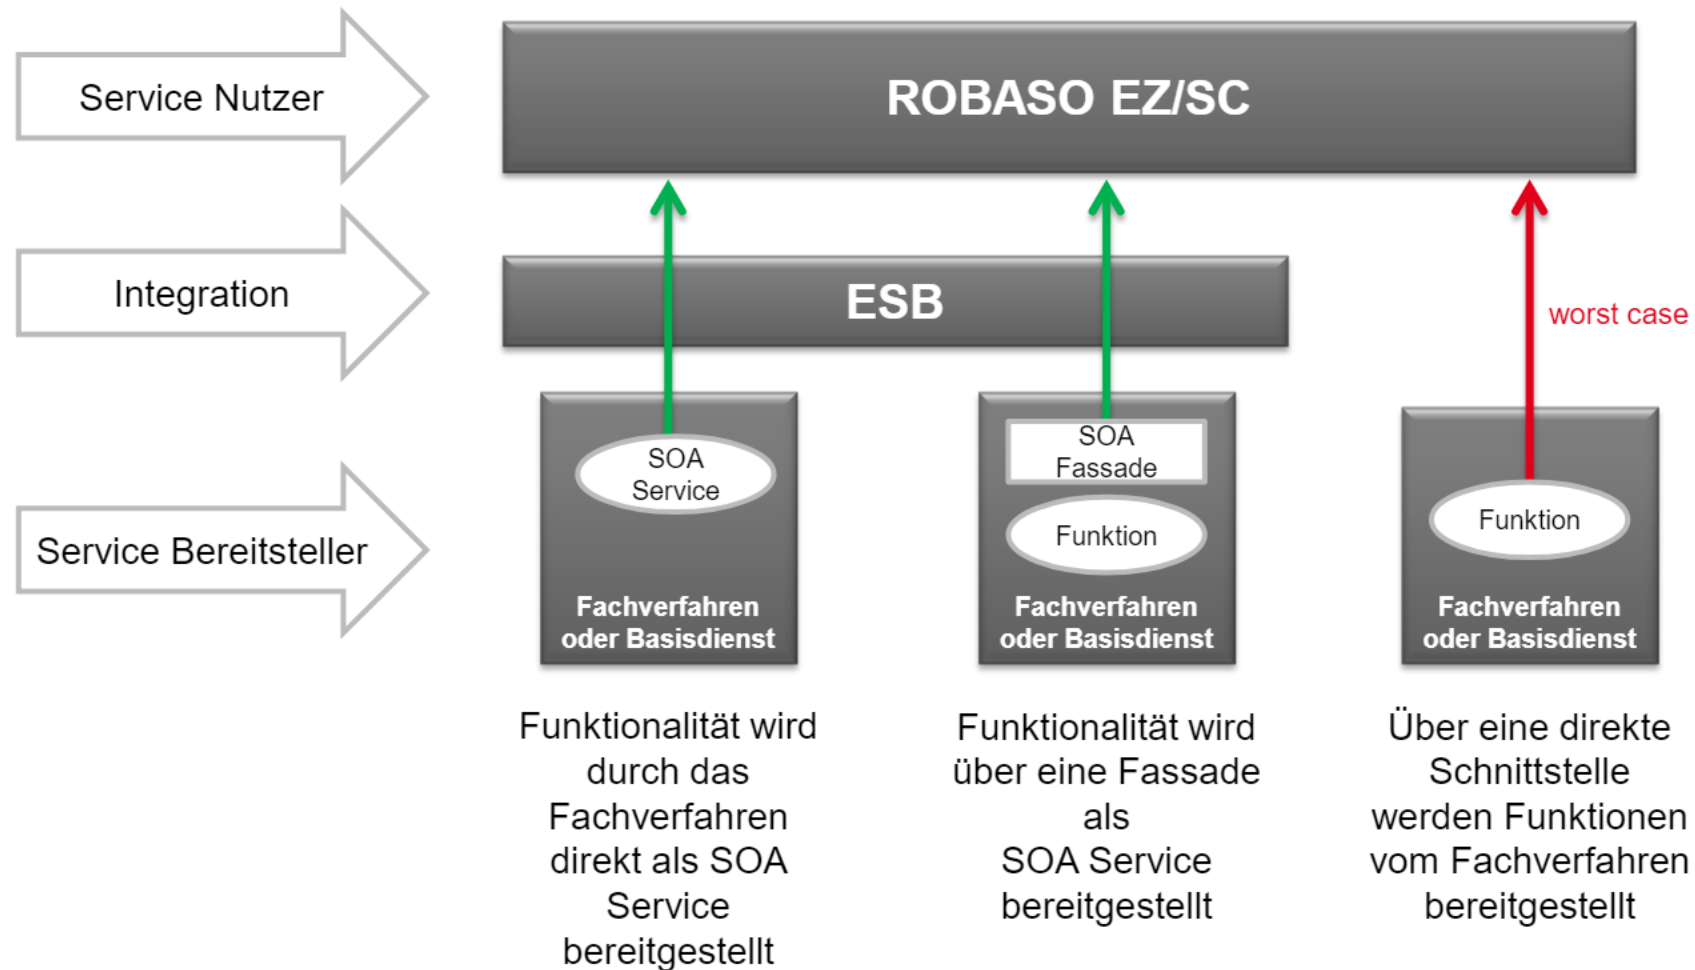 Service Nutzer
ROBASO EZ/SC
Integration
ESB
worst case
Service Bereitsteller
SOA
Service
Fachverfahren
oder Basisdienst
SOA
Fassade
Funktion
Fachverfahren
oder Basisdienst
Funktion
Fachverfahren
oder Basisdienst
Funktionalität wird
durch das
Fachverfahren
direkt als SOA
Service
bereitgestellt
Funktionalität wird
über eine Fassade
als
SOA Service
bereitgestellt
Über eine direkte
Schnittstelle
werden Funktionen
vom Fachverfahren
bereitgestellt